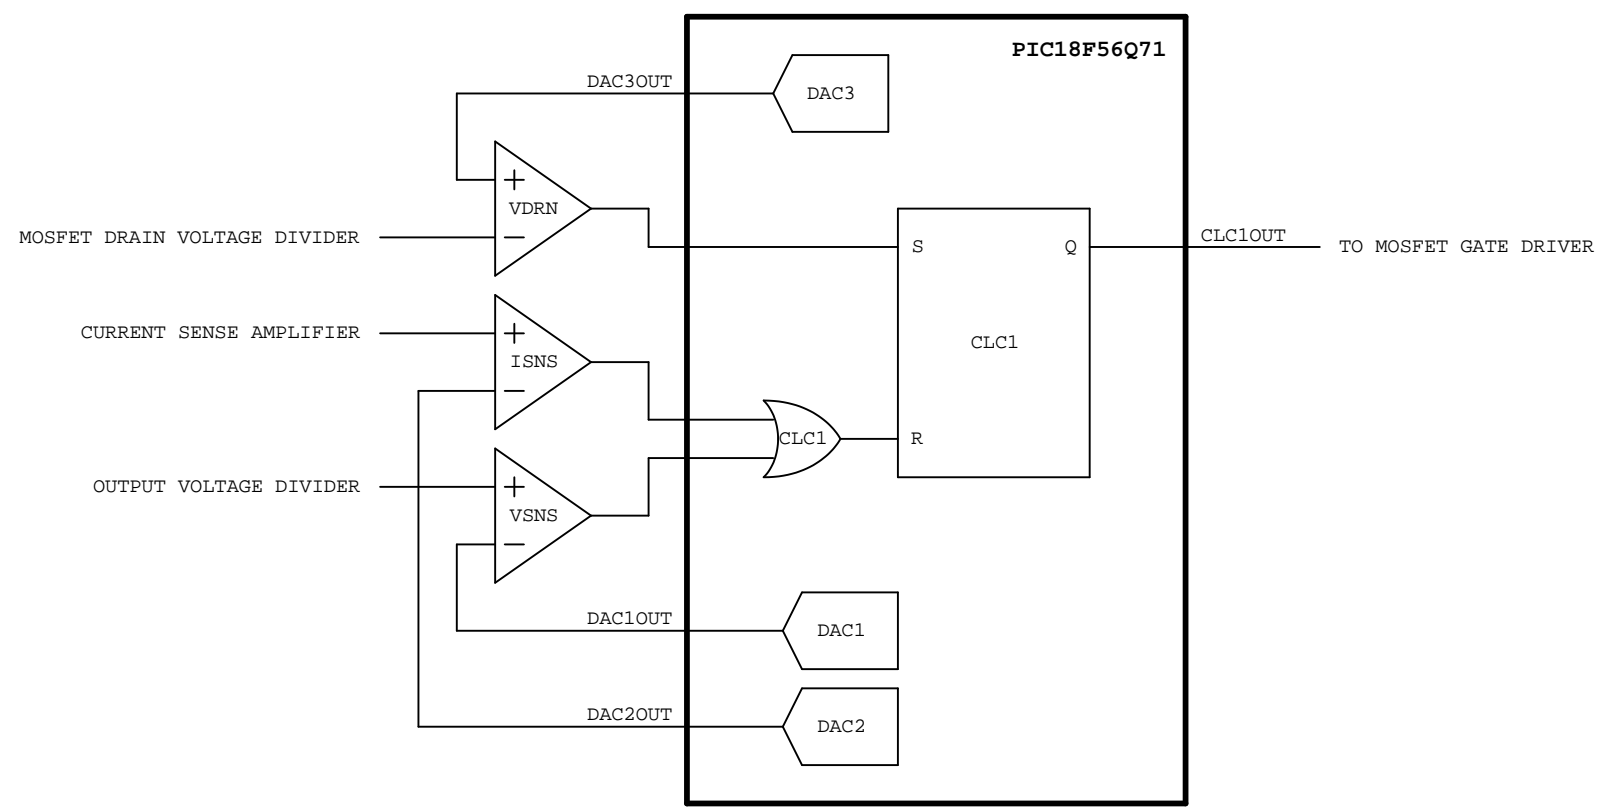 PIC18F56Q71
DAC3OUT
DAC3
+
VDRN
−
MOSFET DRAIN VOLTAGE DIVIDER
S
Q
CLC1OUT
TO MOSFET GATE DRIVER
CURRENT SENSE AMPLIFIER
+
ISNS
−
CLC1
CLC1
R
OUTPUT VOLTAGE DIVIDER
+
VSNS
−
DAC1OUT
DAC1
DAC2OUT
DAC2